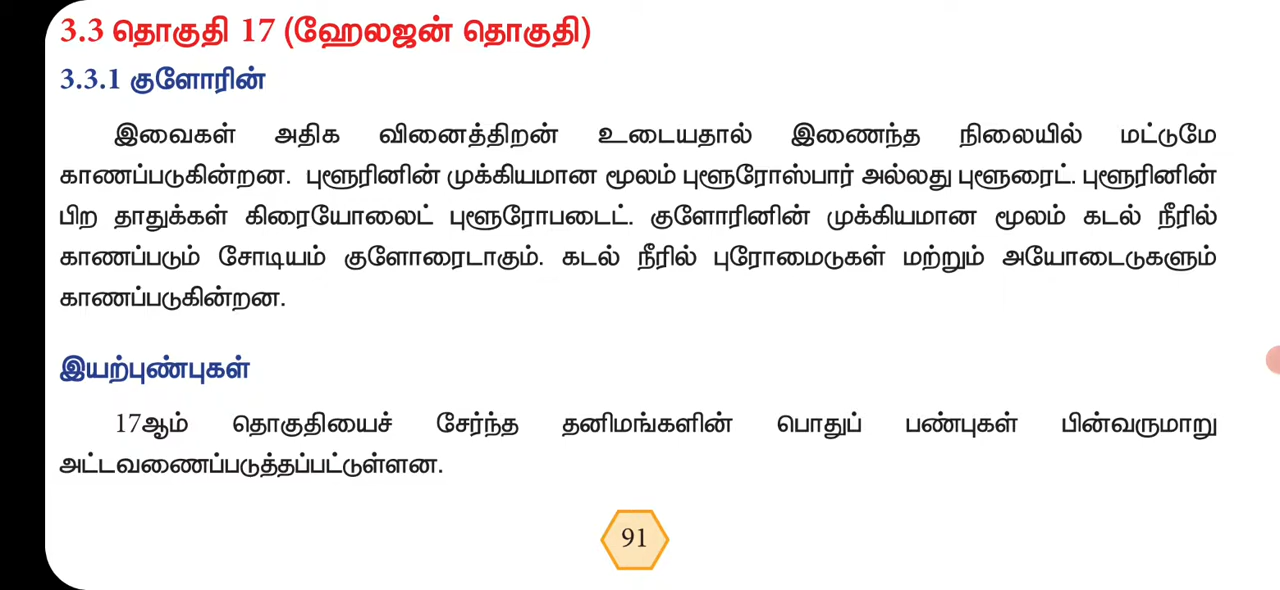 3.3 தொகுதி 17 (ஹேலஜன் தொகுதி)
3.3.1 குளோரின்
இவைகள் அதிக வினைத்திறன் உடையதால் இணைந்த நிலையில் மட்டுமே
காணப்படுகின்றன. புளூரினின் முக்கியமான மூலம் புளூரோஸ்பார் அல்லது புளூரைட். புளூரினின்
பிற தாதுக்கள் கிரையோலைட் புளூரோபடைட். குளோரினின் முக்கியமான மூலம் கடல் நீரில்
காணப்படும் சோடியம் குளோரைடாகும். கடல் நீரில் புரோமைடுகள் மற்றும் அயோடைடுகளும்
காணப்படுகின்றன.
இயற்புண்புகள்
17ஆம் தொகுதியைச் சேர்ந்த தனிமங்களின் பொதுப் பண்புகள் பின்வருமாறு
அட்டவணைப்படுத்தப்பட்டுள்ளன.
91